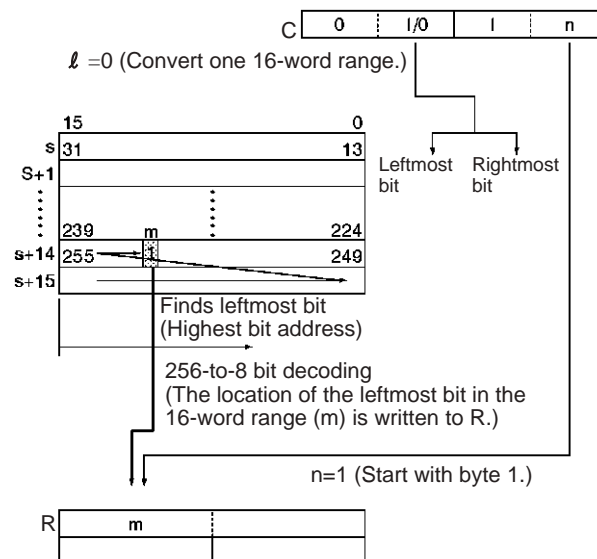 C 0 1/0 l n
ℓ =0 (Convert one 16-word range.)
15 0
s 31 13
S+1
239 m 224
s+14 255 1 249
s+15
Leftmost bit
Rightmost bit
Finds leftmost bit
(Highest bit address)
256-to-8 bit decoding
(The location of the leftmost bit in the
16-word range (m) is written to R.)
n=1 (Start with byte 1.)
R m